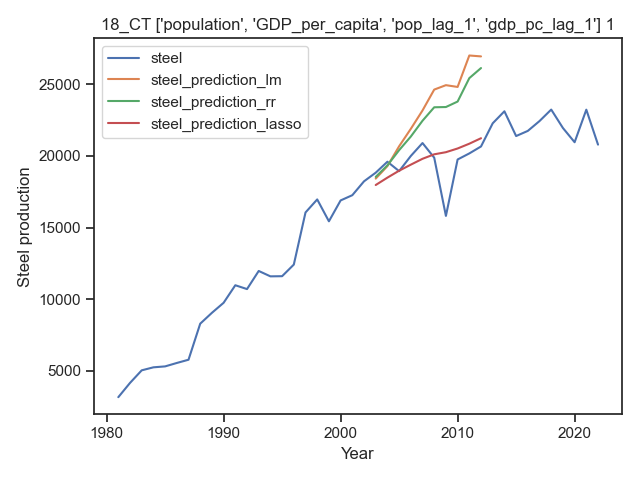 18_CT ['population', 'GDP_per_capita', 'pop_lag_1', 'gdp_pc_lag_1'] 1
steel
steel_prediction_lm
steel_prediction_rr
steel_prediction_lasso
25000
20000
15000
10000
5000
Steel production
1980 1990 2000 2010 2020
Year